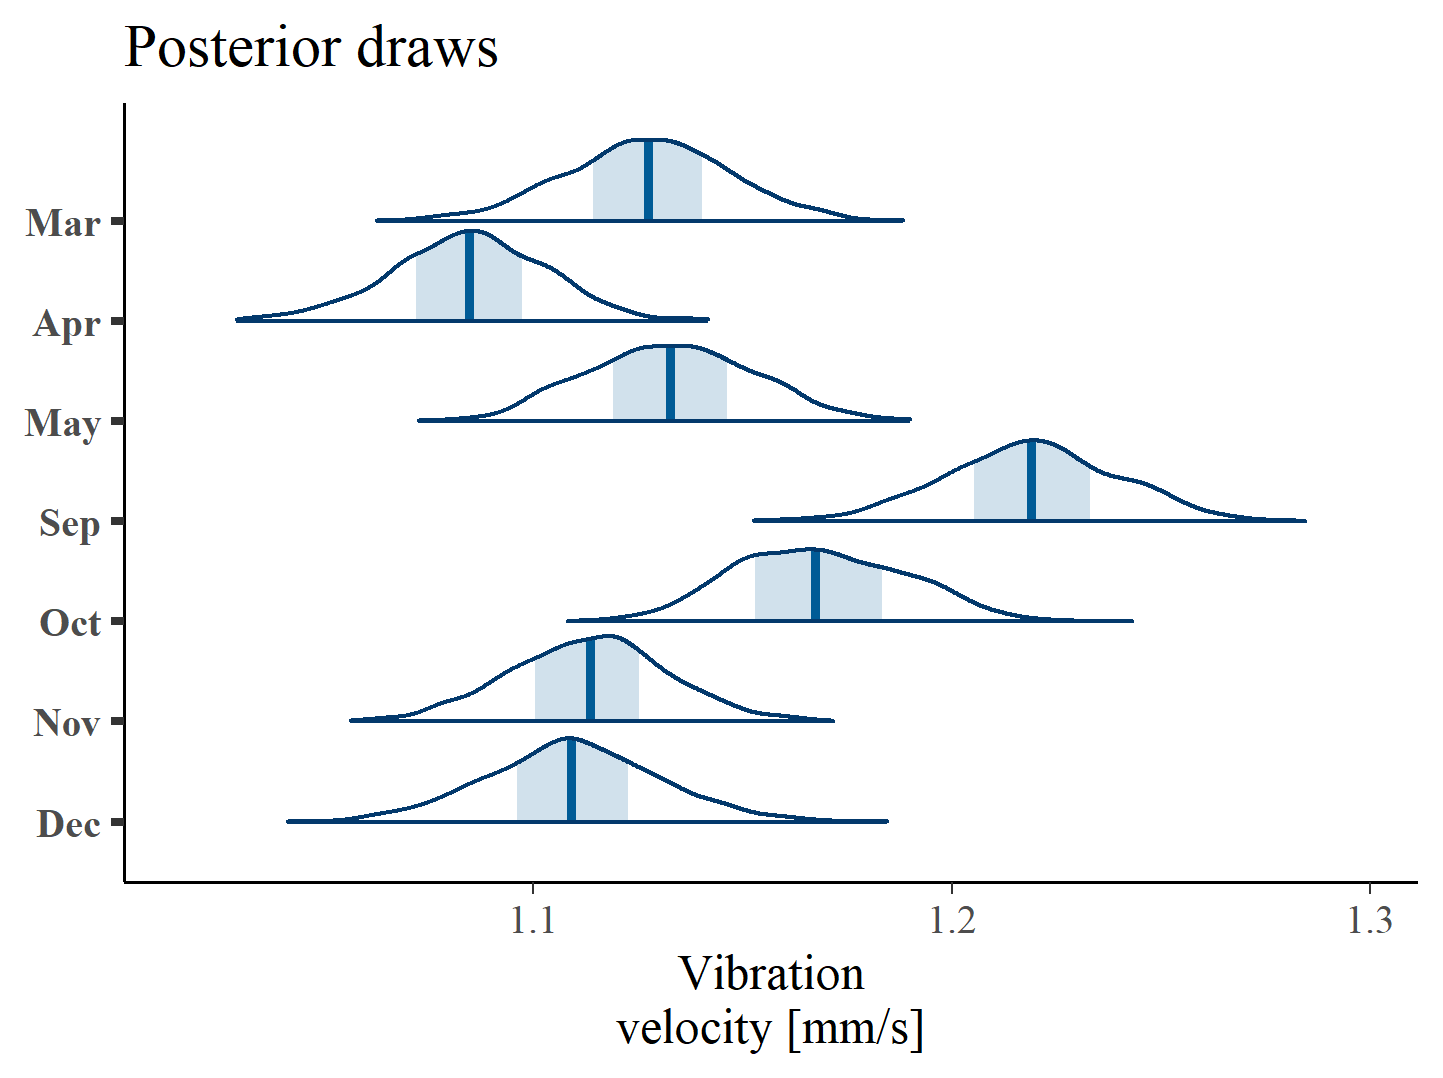 Posterior draws
Mar
Apr
May
Sep
Oct
Nov
Dec
1.1 1.2 1.3
Vibration
velocity [mm/s]